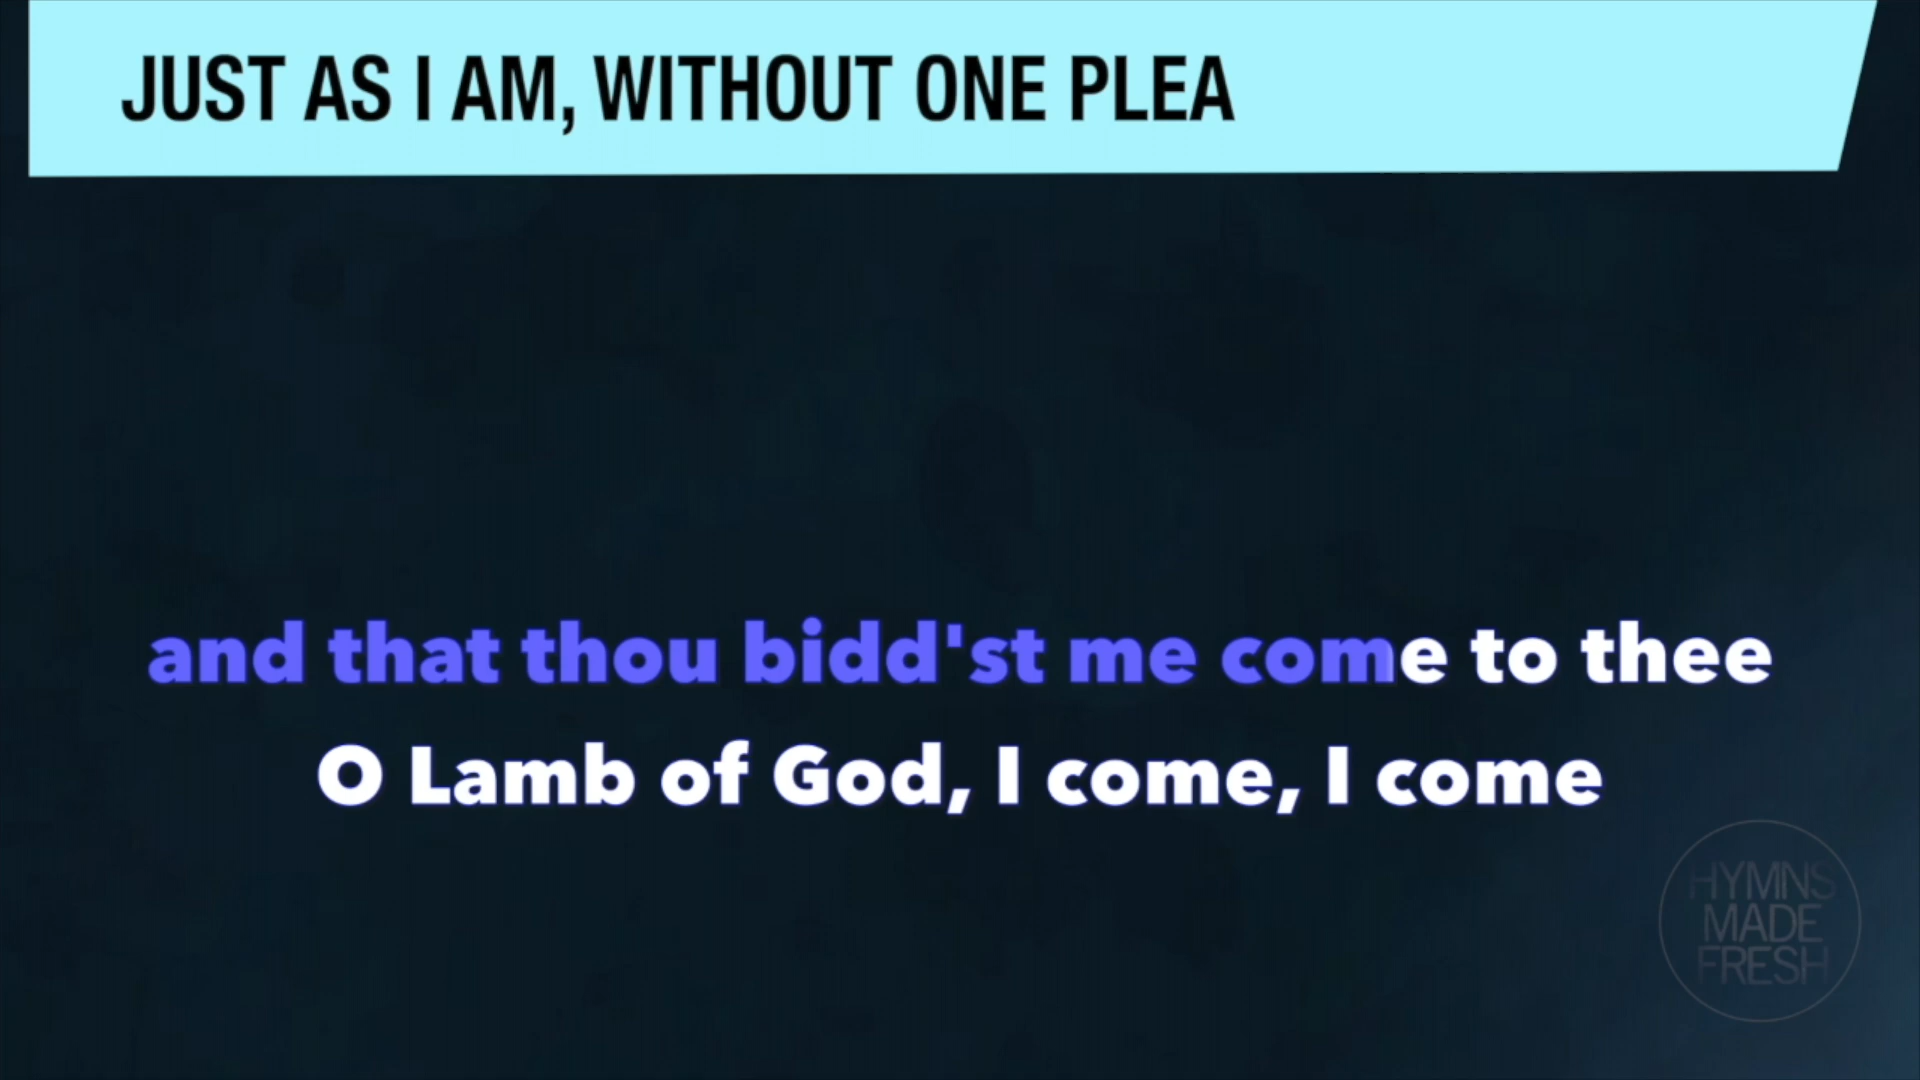 JUST AS I AM, WITHOUT ONE PLEA
and that thou bidd'st me come to thee
O Lamb of God, I come, I come
HYMNS
MADE
FRESH